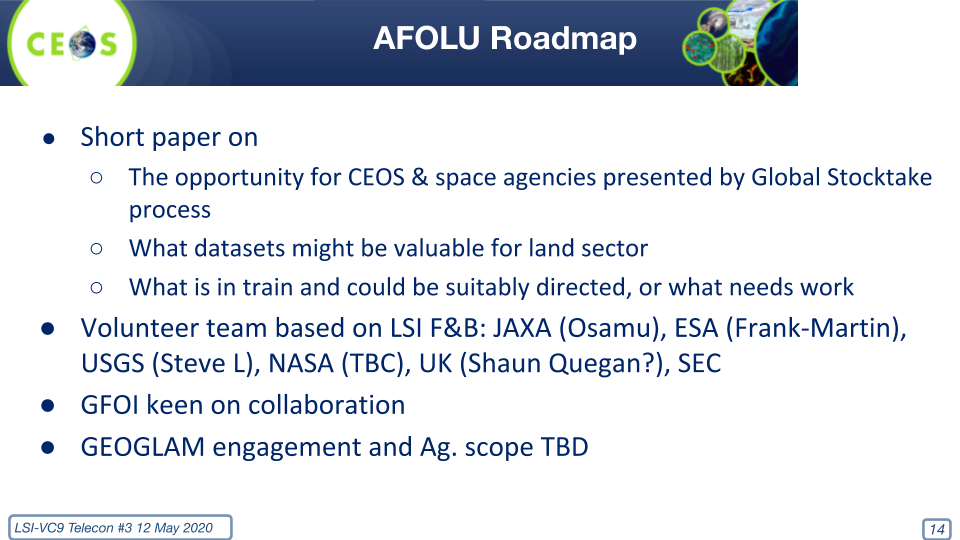 CEOS
AFOLU Roadmap
● Short paper on
○ The opportunity for CEOS & space agencies presented by Global Stocktake
process
○ What datasets might be valuable for land sector
○ What is in train and could be suitably directed, or what needs work
● Volunteer team based on LSI F&B: JAXA (Osamu), ESA (Frank-Martin),
USGS (Steve L), NASA (TBC), UK (Shaun Quegan?), SEC
● GFOI keen on collaboration
● GEOGLAM engagement and Ag. scope TBD
LSI-VC9 Telecon #3 12 May 2020
14